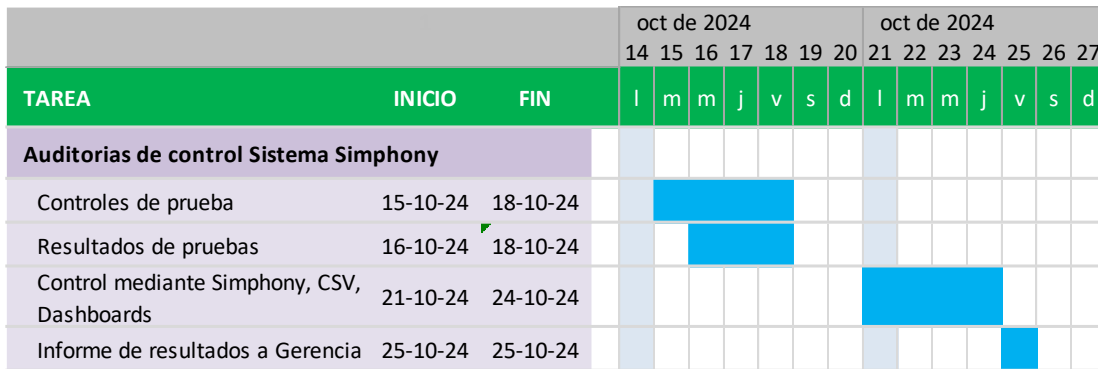 oct de 2024 oct de 2024
14 15 16 17 18 19 20 21 22 23 24 25 26 27
TAREA INICIO FIN l m m j v s d l m m j v s d
Auditorias de control Sistema Simphony
Controles de prueba 15-10-24 18-10-24
Resultados de pruebas 16-10-24 18-10-24
Control mediante Simphony, CSV,
Dashboards 21-10-24 24-10-24
Informe de resultados a Gerencia 25-10-24 25-10-24